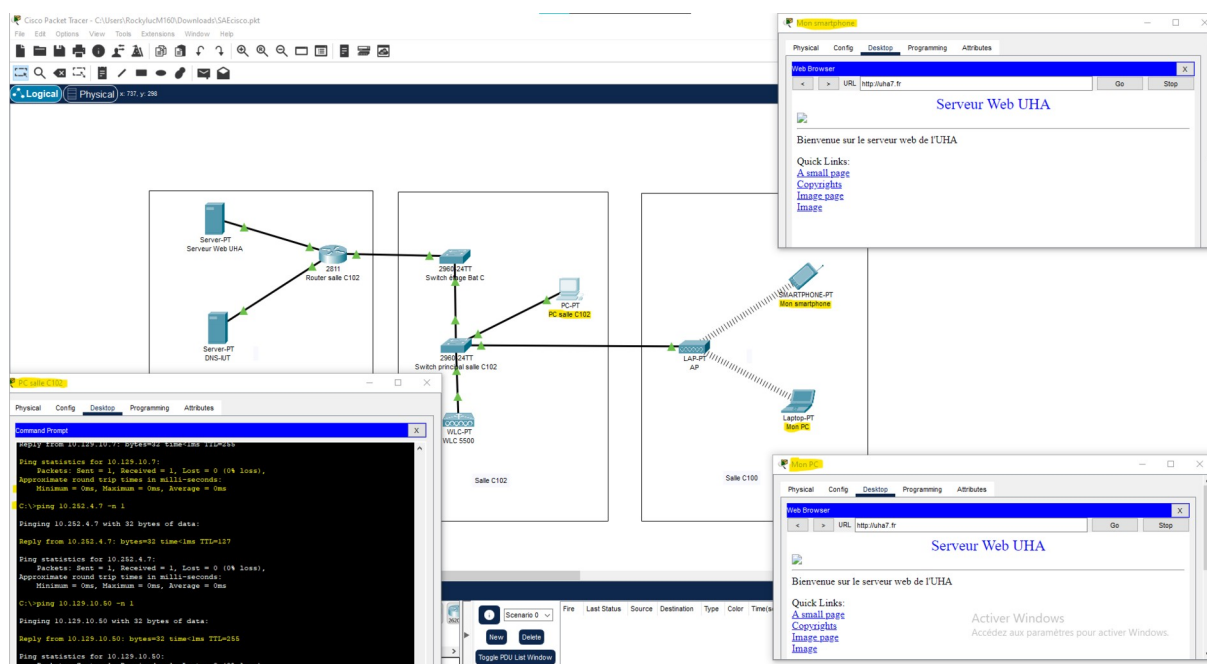 Cisco Packet Tracer - C:\Users\RockylucM160\Downloads\SAEcisco.pkt
File Edit Options View Tools Extensions Window Help
Logical Physical x: 737, y: 298
Server-PT
Serveur Web UHA
2811
Router salle C102
Server-PT
DNS-IUT
2960-24TT
Switch étage Bat C
PC-PT
PC salle C102
2960-24TT
Switch principal salle C102
WLC-PT
WLC 5500
Salle C102
SMARTPHONE-PT
Mon smartphone
LAP-PT
AP
Laptop-PT
Mon PC
Salle C100
Mon smartphone
Physical Config Desktop Programming Attributes
Web Browser X
< > URL http://uha7.fr Go Stop
Serveur Web UHA
Bienvenue sur le serveur web de l'UHA
Quick Links:
A small page
Copyrights
Image page
Image
PC salle C102
Physical Config Desktop Programming Attributes
Command Prompt X
Reply from 10.129.10.7: bytes=32 time<1ms TTL=255
Ping statistics for 10.129.10.7:
Packets: Sent = 1, Received = 1, Lost = 0 (0% loss),
Approximate round trip times in milli-seconds:
Minimum = 0ms, Maximum = 0ms, Average = 0ms
C:\>ping 10.252.4.7 -n 1
Pinging 10.252.4.7 with 32 bytes of data:
Reply from 10.252.4.7: bytes=32 time<1ms TTL=127
Ping statistics for 10.252.4.7:
Packets: Sent = 1, Received = 1, Lost = 0 (0% loss),
Approximate round trip times in milli-seconds:
Minimum = 0ms, Maximum = 0ms, Average = 0ms
C:\>ping 10.129.10.50 -n 1
Pinging 10.129.10.50 with 32 bytes of data:
Reply from 10.129.10.50: bytes=32 time<1ms TTL=255
Ping statistics for 10.129.10.50:
Scenario 0
New Delete
Toggle PDU List Window
Fire Last Status Source Destination Type Color
Mon PC
Physical Config Desktop Programming Attributes
Web Browser X
< > URL http://uha7.fr Go Stop
Serveur Web UHA
Bienvenue sur le serveur web de l'UHA
Quick Links:
A small page
Copyrights
Image page
Image
Activer Windows
Accédez aux paramètres pour activer Windows.